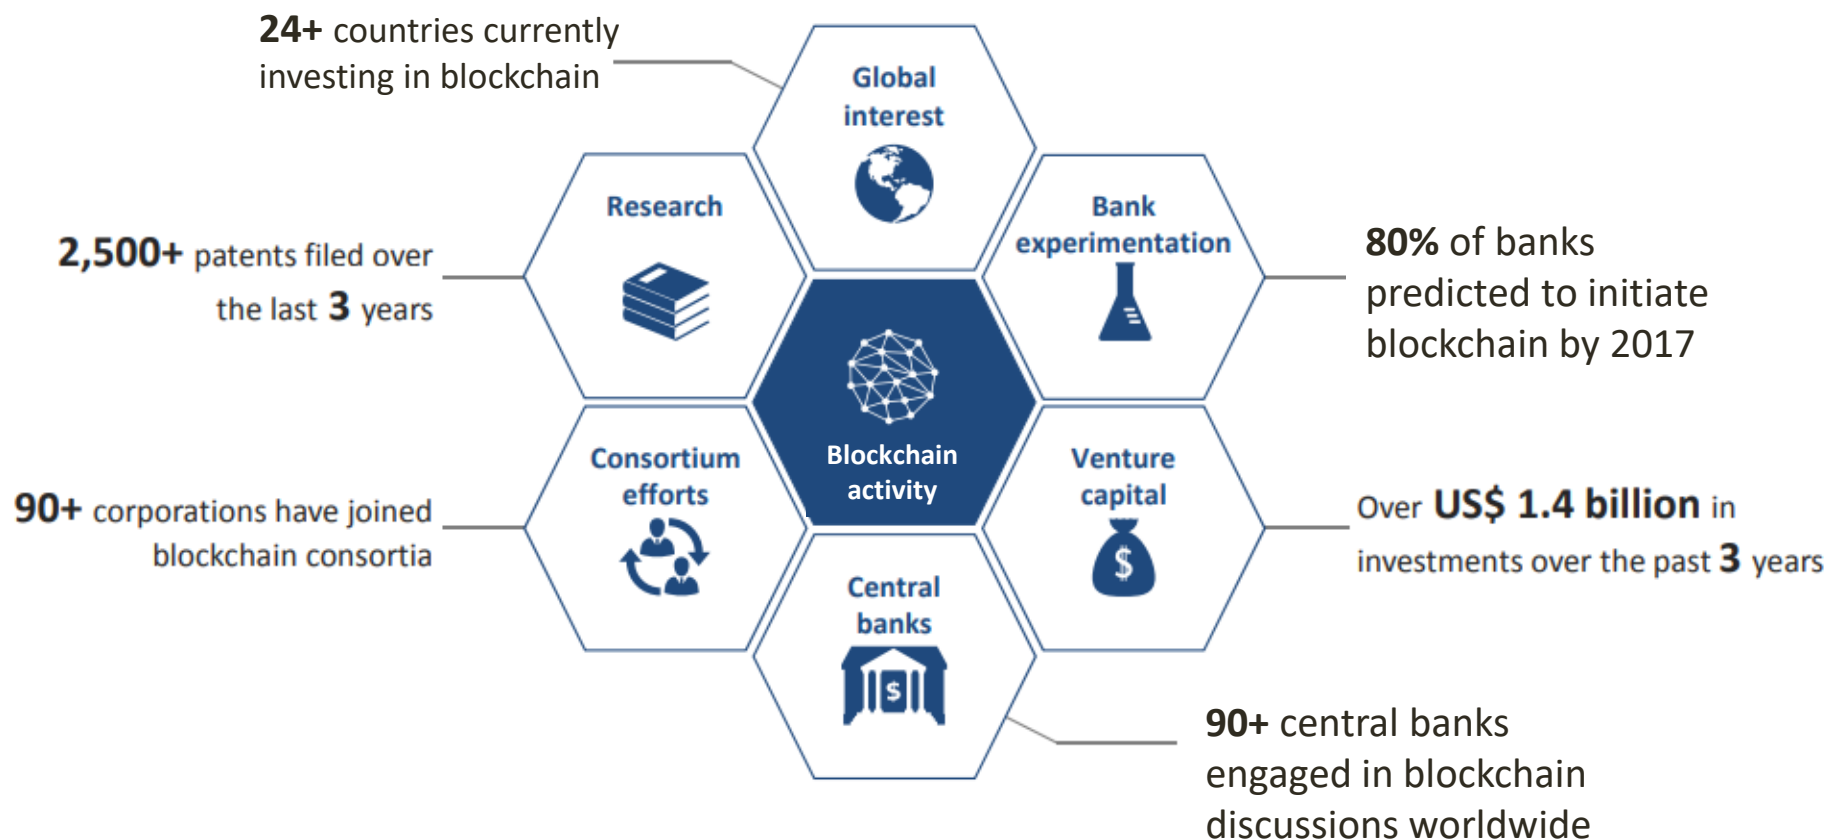 24+ countries currently
investing in blockchain
Global
interest
Research
2,500+ patents filed over
the last 3 years
Bank
experimentation
80% of banks
predicted to initiate
blockchain by 2017
Blockchain
activity
Consortium
efforts
90+ corporations have joined
blockchain consortia
Venture
capital
$
Over US$ 1.4 billion in
investments over the past 3 years
Central
banks
$
90+ central banks
engaged in blockchain
discussions worldwide